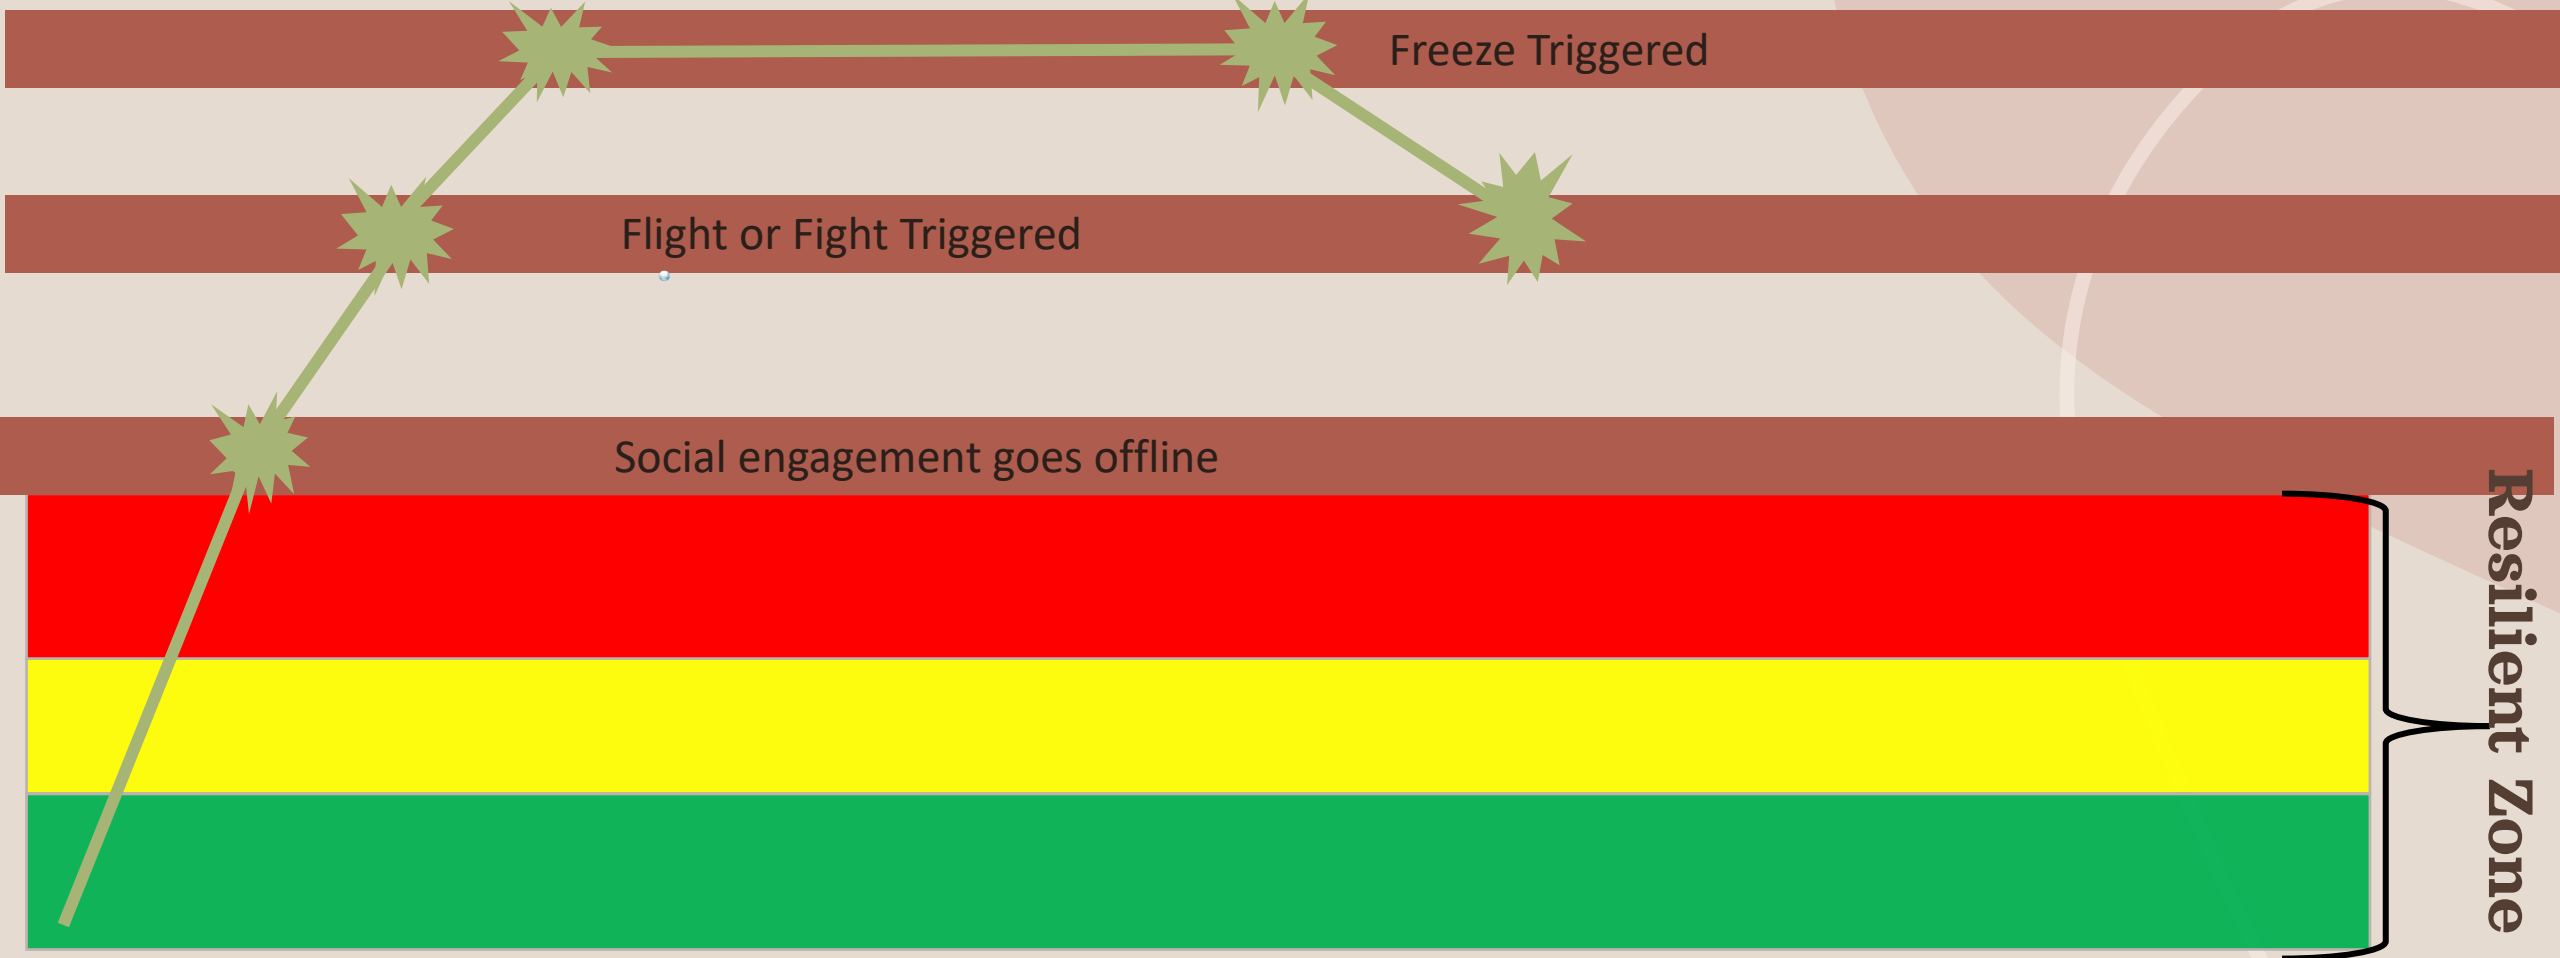 Freeze Triggered
Flight or Fight Triggered
Social engagement goes offline
Resilient Zone